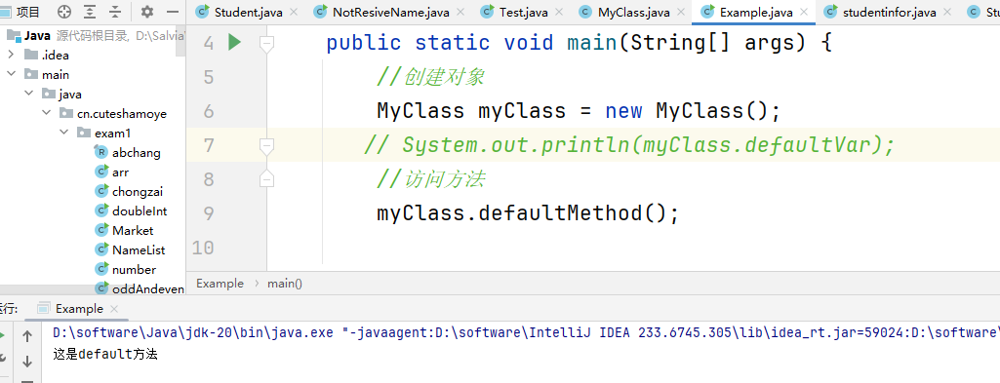 项目
Student.java
NotResiveName.java
Test.java
MyClass.java
Example.java
studentinfor.java
Java 源代码根目录, D:\Salvia
.idea
main
java
cn.cuteshamoye
exam1
abchang
arr
chongzai
doubleInt
Market
NameList
number
oddAndeven
4 public static void main(String[] args) {
5 //创建对象
6 MyClass myClass = new MyClass();
7 // System.out.println(myClass.defaultVar);
8 //访问方法
9 myClass.defaultMethod();
10
Example > main()
运行: Example
D:\software\Java\jdk-20\bin\java.exe "-javaagent:D:\software\IntelliJ IDEA 233.6745.305\lib\idea_rt.jar=59024:D:\software\
这是default方法